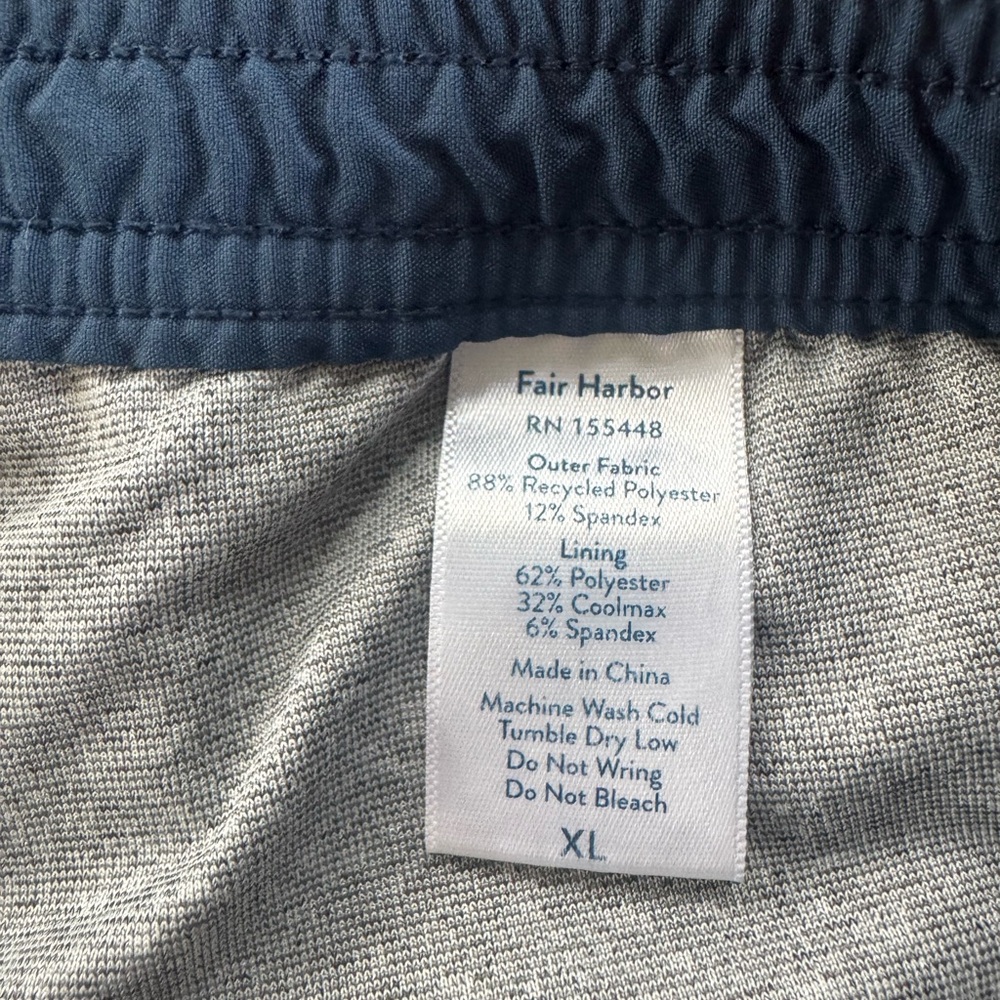 Fair Harbor
RN 155448
Outer Fabric
88% Recycled Polyester
12% Spandex
Lining
62% Polyester
32% Coolmax
6% Spandex
Made in China
Machine Wash Cold
Tumble Dry Low
Do Not Wring
Do Not Bleach
XL